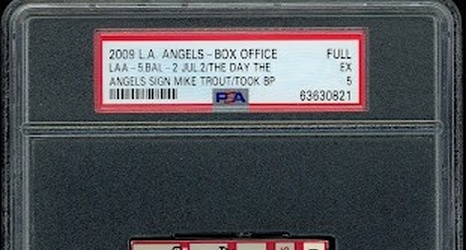 2009 L.A. ANGELS - BOX OFFICE FULL
LAA-5,BAL-2 JUL 2/THE DAY THE EX
ANGELS SIGN MIKE TROUT/TOOK BP 5
PSA 63630821